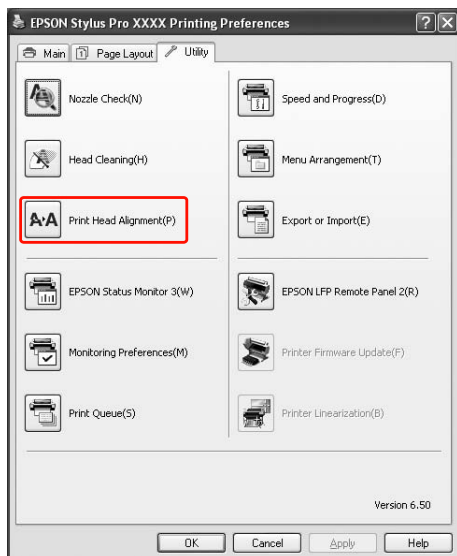 EPSON Stylus Pro XXXX Printing Preferences
Main
Page Layout
Utility
Nozzle Check(N)
Speed and Progress(D)
Head Cleaning(H)
Menu Arrangement(T)
A·A
Print Head Alignment(P)
Export or Import(E)
EPSON Status Monitor 3(W)
EPSON LFP Remote Panel 2(R)
Monitoring Preferences(M)
Printer Firmware Update(F)
Print Queue(S)
Printer Linearization(B)
Version 6.50
OK
Cancel
Apply
Help